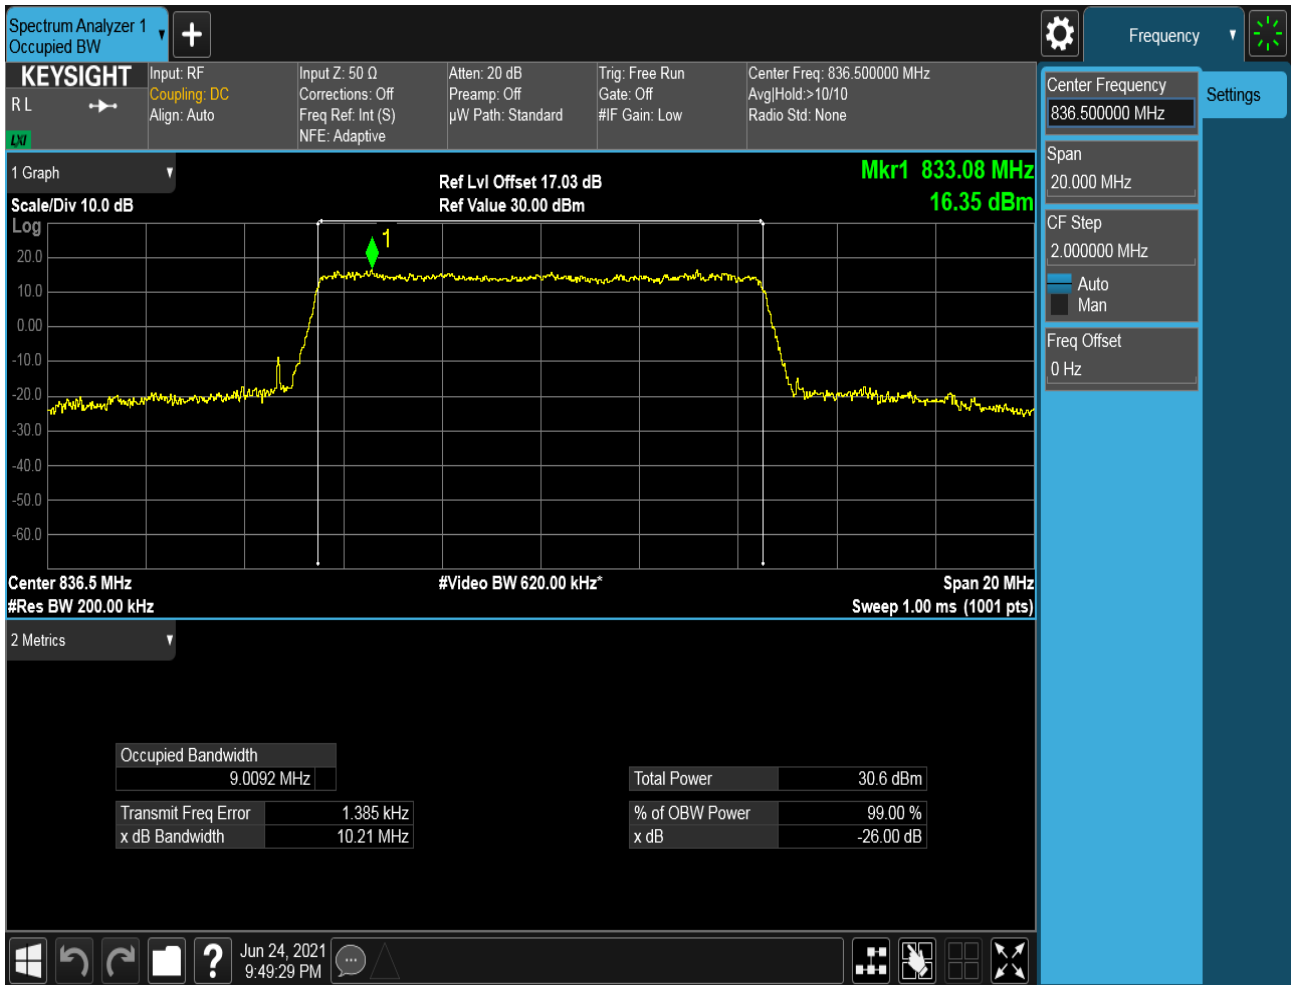 Spectrum Analyzer 1
Occupied BW
Frequency
KEYSIGHT
R L
LXI
Input: RF
Coupling: DC
Align: Auto
Input Z: 50 Ω
Corrections: Off
Freq Ref: Int (S)
NFE: Adaptive
Atten: 20 dB
Preamp: Off
µW Path: Standard
Trig: Free Run
Gate: Off
#IF Gain: Low
Center Freq: 836.500000 MHz
Avg|Hold:>10/10
Radio Std: None
Center Frequency
836.500000 MHz
Settings
Span
20.000 MHz
CF Step
2.000000 MHz
Auto
Man
Freq Offset
0 Hz
1 Graph
Scale/Div 10.0 dB
Ref Lvl Offset 17.03 dB
Ref Value 30.00 dBm
Mkr1 833.08 MHz
16.35 dBm
Log
1
20.0
10.0
0.00
-10.0
-20.0
-30.0
-40.0
-50.0
-60.0
Center 836.5 MHz
#Video BW 620.00 kHz*
Span 20 MHz
#Res BW 200.00 kHz
Sweep 1.00 ms (1001 pts)
2 Metrics
Occupied Bandwidth
9.0092 MHz
Transmit Freq Error 1.385 kHz
x dB Bandwidth 10.21 MHz
Total Power 30.6 dBm
% of OBW Power 99.00 %
x dB -26.00 dB
?
Jun 24, 2021
9:49:29 PM